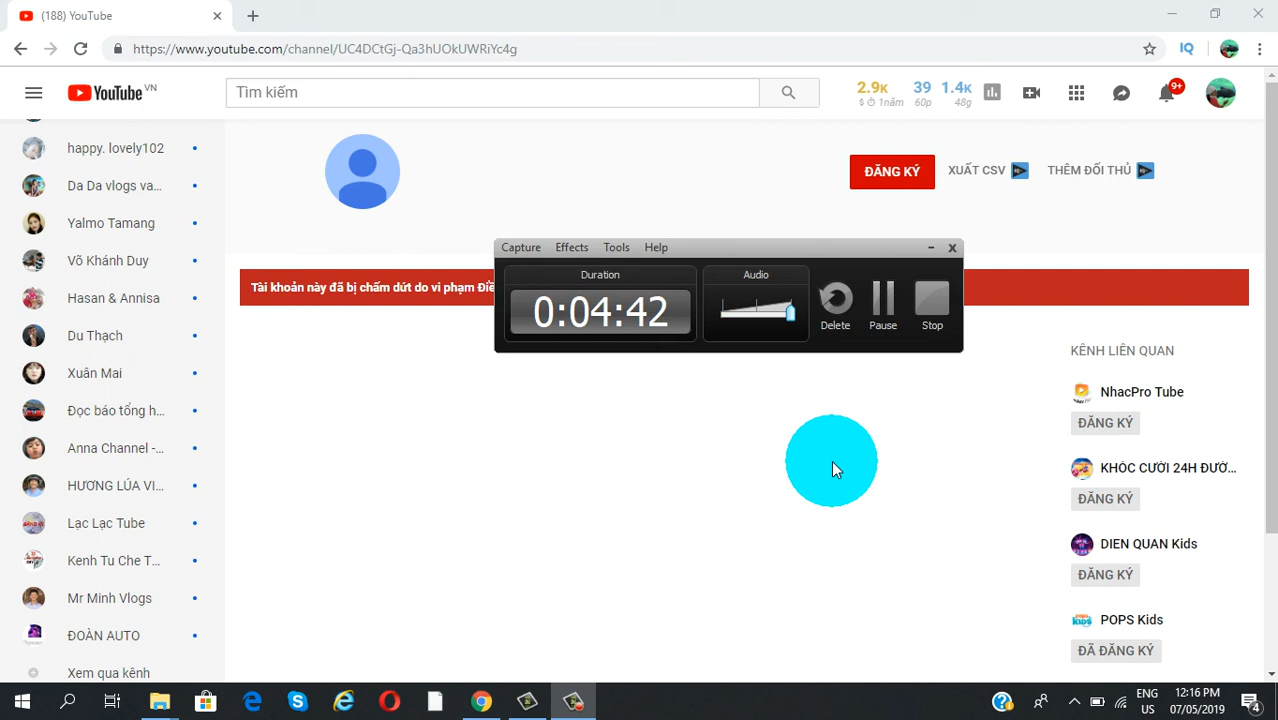 (188) YouTube
https://www.youtube.com/channel/UC4DCtGj-Qa3hUOkUWRiYc4g
IQ
YouTube VN
Tìm kiếm
2.9K 39 1.4K
$ 1năm 60p 48g
9+
happy. lovely102
Da Da vlogs va...
Yalmo Tamang
Võ Khánh Duy
Hasan & Annisa
Du Thạch
Xuân Mai
Đọc báo tổng h...
Anna Channel -...
HƯƠNG LÚA VI...
Lạc Lạc Tube
Kenh Tu Che T...
Mr Minh Vlogs
ĐOÀN AUTO
Xem qua kênh
ĐĂNG KÝ XUẤT CSV THÊM ĐỐI THỦ
Tài khoản này đã bị chấm dứt do vi phạm Điề
Capture Effects Tools Help
Duration Audio
0:04:42
Delete Pause Stop
KÊNH LIÊN QUAN
NhacPro Tube
ĐĂNG KÝ
KHÓC CƯỜI 24H ĐƯỜ...
ĐĂNG KÝ
DIEN QUAN Kids
ĐĂNG KÝ
POPS Kids
ĐÃ ĐĂNG KÝ
ENG 12:16 PM
US 07/05/2019
4